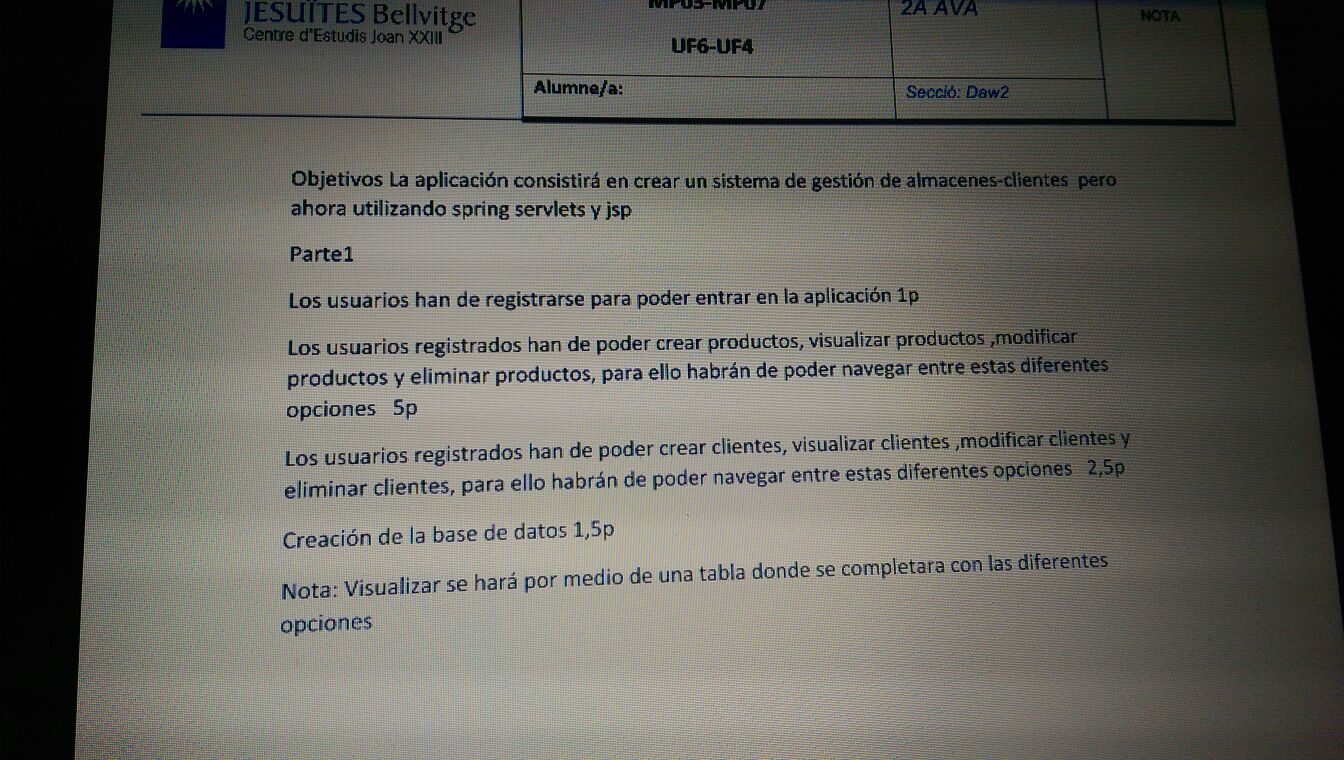 JESUÏTES Bellvitge
Centre d'Estudis Joan XXIII
MP05-MP07
UF6-UF4
2A AVA
NOTA
Alumne/a:
Secció: Daw2
Objetivos La aplicación consistirá en crear un sistema de gestión de almacenes-clientes pero
ahora utilizando spring servlets y jsp
Parte1
Los usuarios han de registrarse para poder entrar en la aplicación 1p
Los usuarios registrados han de poder crear productos, visualizar productos ,modificar
productos y eliminar productos, para ello habrán de poder navegar entre estas diferentes
opciones 5p
Los usuarios registrados han de poder crear clientes, visualizar clientes ,modificar clientes y
eliminar clientes, para ello habrán de poder navegar entre estas diferentes opciones 2,5p
Creación de la base de datos 1,5p
Nota: Visualizar se hará por medio de una tabla donde se completara con las diferentes
opciones